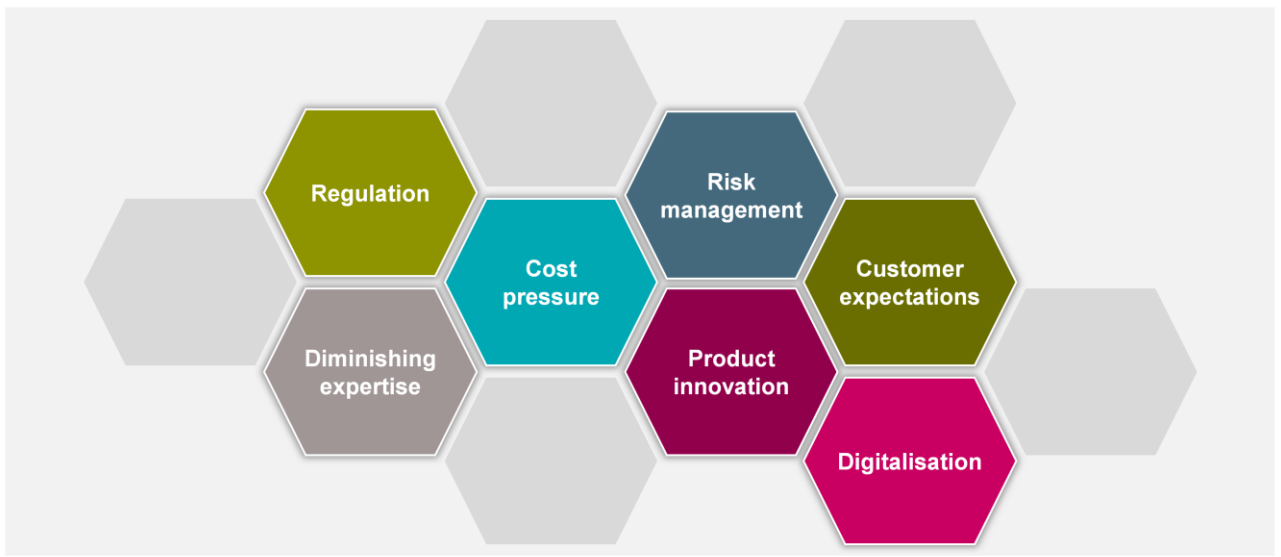 Regulation
Risk
management
Cost
pressure
Customer
expectations
Diminishing
expertise
Product
innovation
Digitalisation